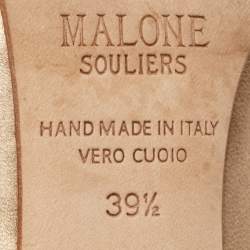 MALONE
SOULIERS
HAND MADE IN ITALY
VERO CUOIO
39½